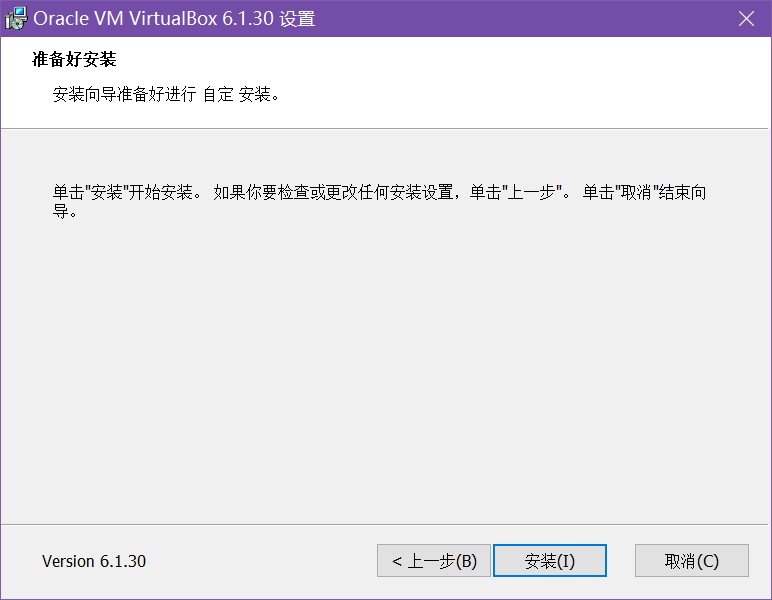 Oracle VM VirtualBox 6.1.30 设置
准备好安装
安装向导准备好进行 自定 安装。
单击"安装"开始安装。 如果你要检查或更改任何安装设置，单击"上一步"。 单击"取消"结束向
导。
Version 6.1.30
< 上一步(B)
安装(I)
取消(C)